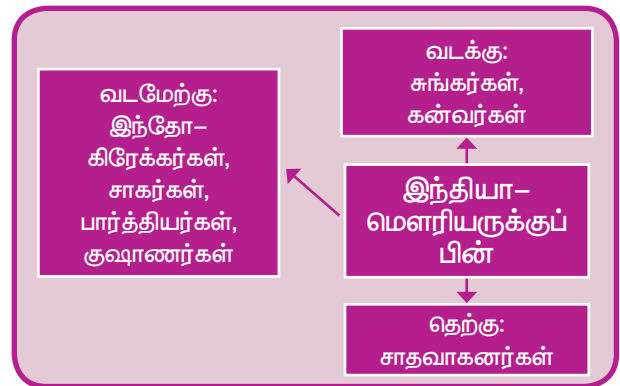 வடக்கு:
சுங்கர்கள்,
கன்வர்கள்
வடமேற்கு:
இந்தோ–
கிரேக்கர்கள்,
சாகர்கள்,
பார்த்தியர்கள்,
குஷாணர்கள்
இந்தியா–
மௌரியருக்குப்
பின்
தெற்கு:
சாதவாகனர்கள்